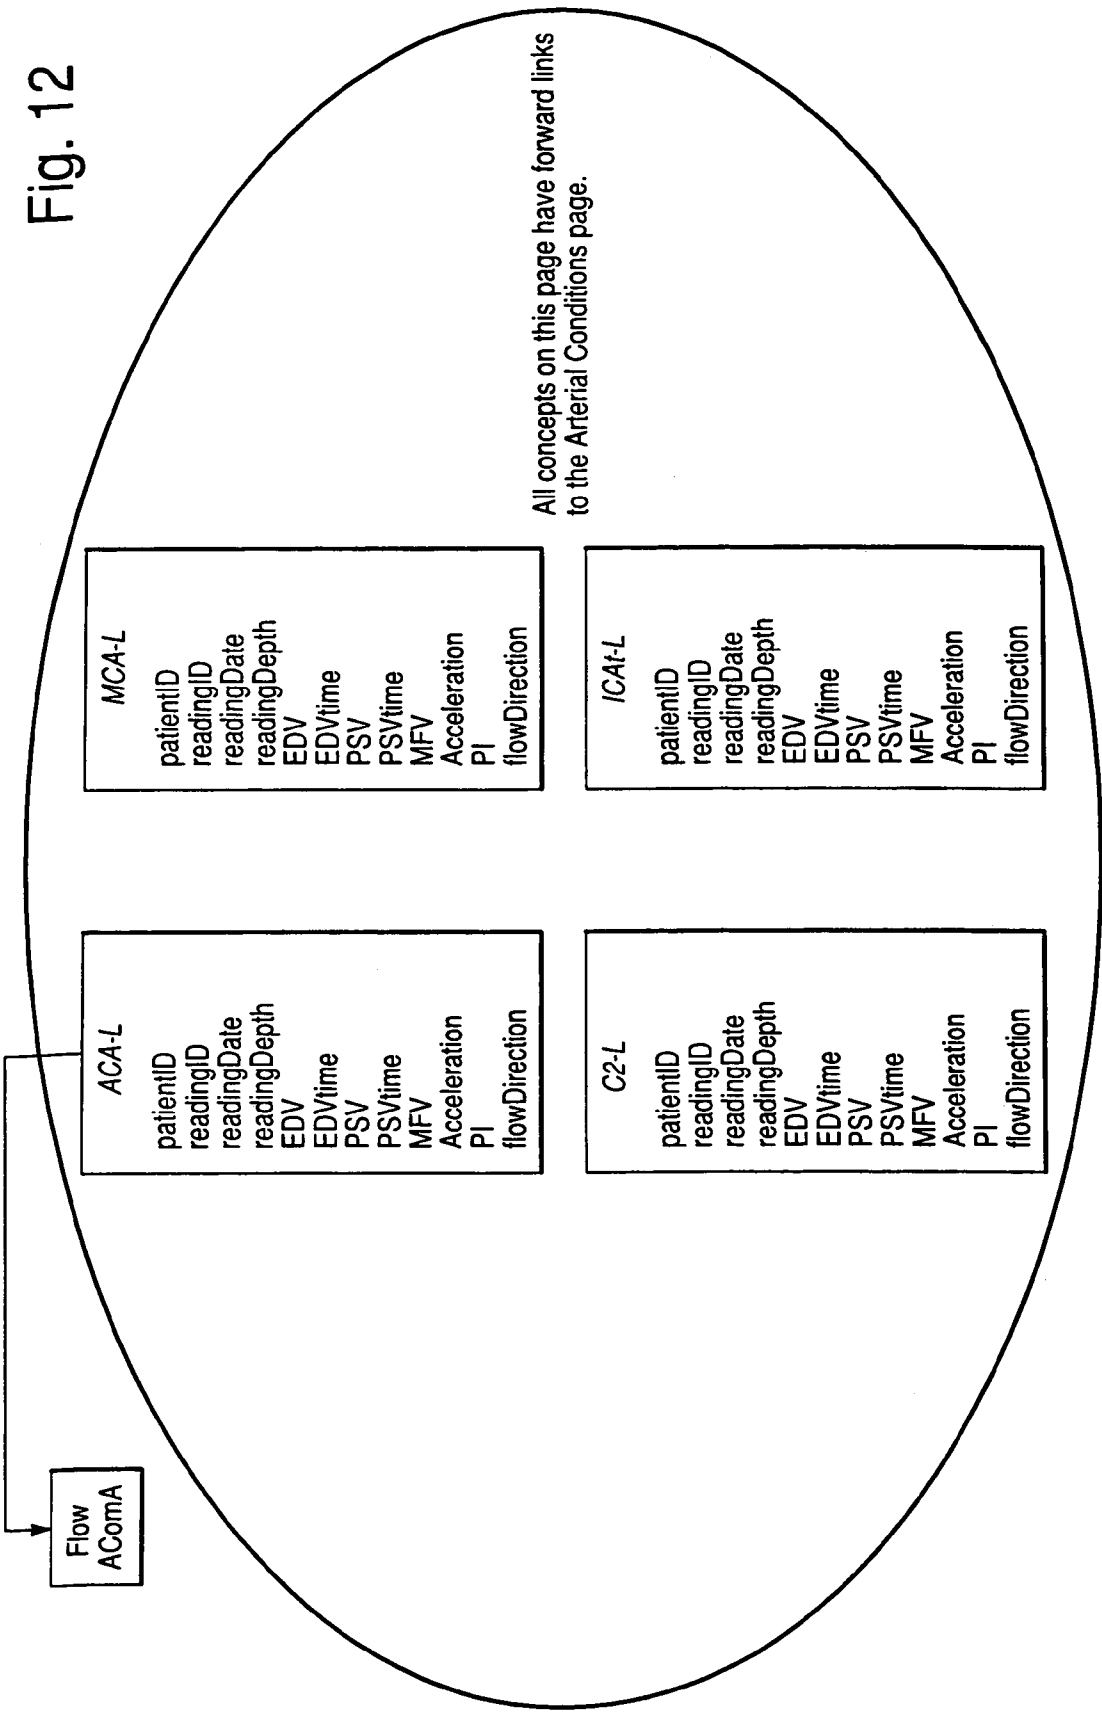 Fig. 12
Flow
AComA
ACA-L
patientID
readingID
readingDate
readingDepth
EDV
EDVtime
PSV
PSVtime
MFV
Acceleration
PI
flowDirection
MCA-L
patientID
readingID
readingDate
readingDepth
EDV
EDVtime
PSV
PSVtime
MFV
Acceleration
PI
flowDirection
C2-L
patientID
readingID
readingDate
readingDepth
EDV
EDVtime
PSV
PSVtime
MFV
Acceleration
PI
flowDirection
ICAt-L
patientID
readingID
readingDate
readingDepth
EDV
EDVtime
PSV
PSVtime
MFV
Acceleration
PI
flowDirection
All concepts on this page have forward links
to the Arterial Conditions page.